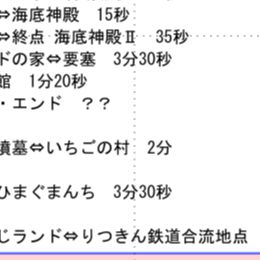 ⇔海底神殿　15秒
⇔終点 海底神殿Ⅱ　35秒
ドの家⇔要塞　3分30秒
館　1分20秒
・エンド　？？
墳墓⇔いちごの村　2分
ひまぐまんち　3分30秒
じランド⇔りつきん鉄道合流地点